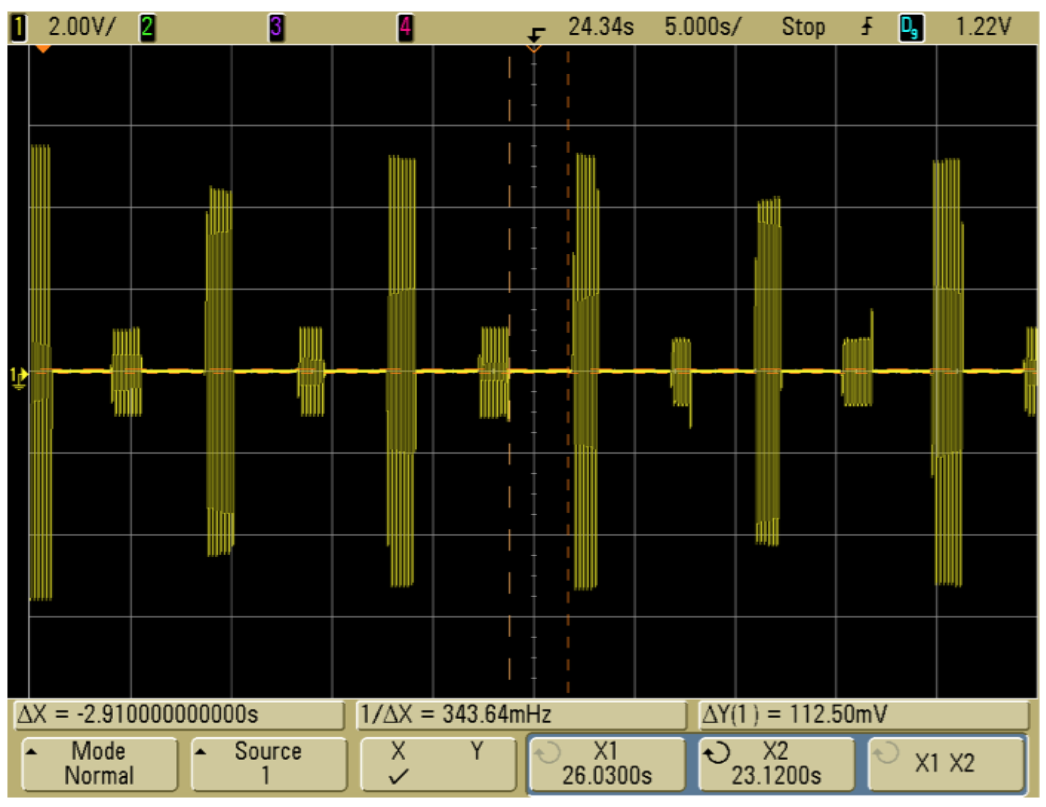 1 2.00V/ 2 3 4 24.34s 5.000s/ Stop D9 1.22V
1
ΔX = -2.910000000000s 1/ΔX = 343.64mHz ΔY(1) = 112.50mV
Mode Source X Y X1 X2 X1 X2
Normal 1 ✓ 26.0300s 23.1200s